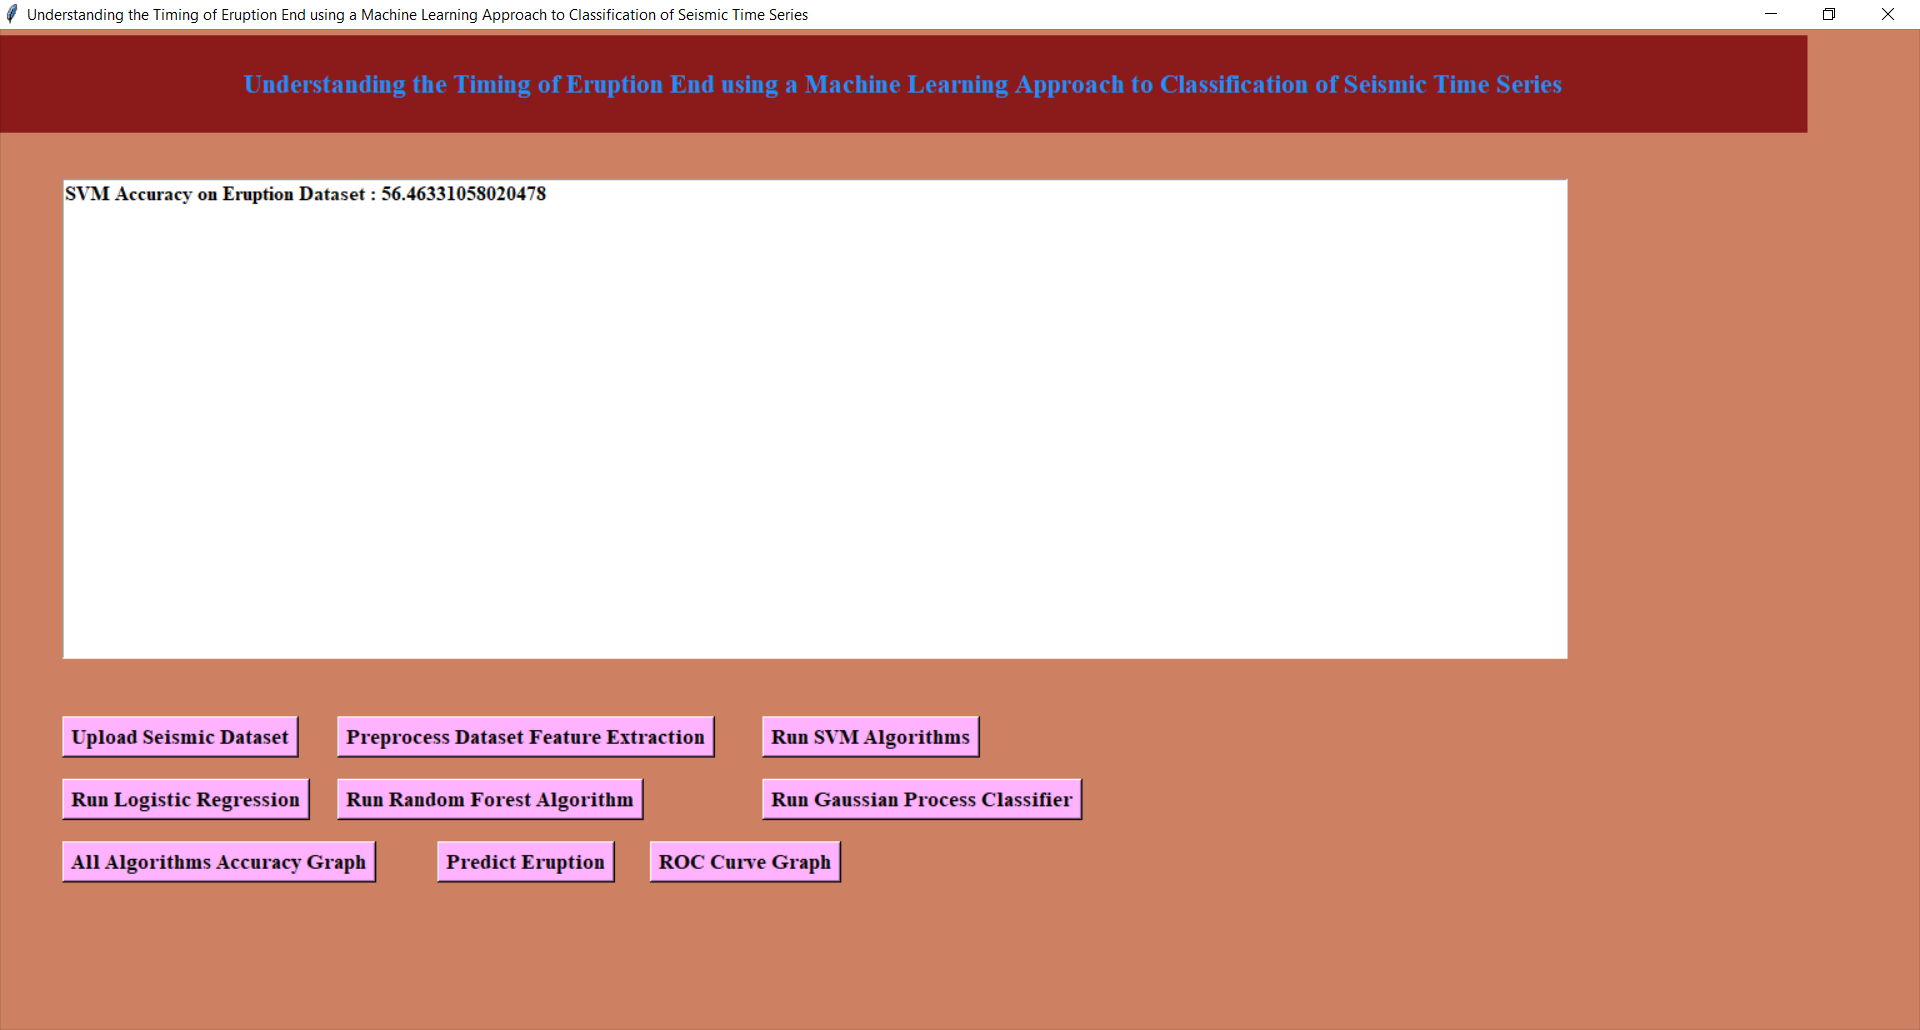 Understanding the Timing of Eruption End using a Machine Learning Approach to Classification of Seismic Time Series
Understanding the Timing of Eruption End using a Machine Learning Approach to Classification of Seismic Time Series
SVM Accuracy on Eruption Dataset : 56.46331058020478
Upload Seismic Dataset
Preprocess Dataset Feature Extraction
Run SVM Algorithms
Run Logistic Regression
Run Random Forest Algorithm
Run Gaussian Process Classifier
All Algorithms Accuracy Graph
Predict Eruption
ROC Curve Graph